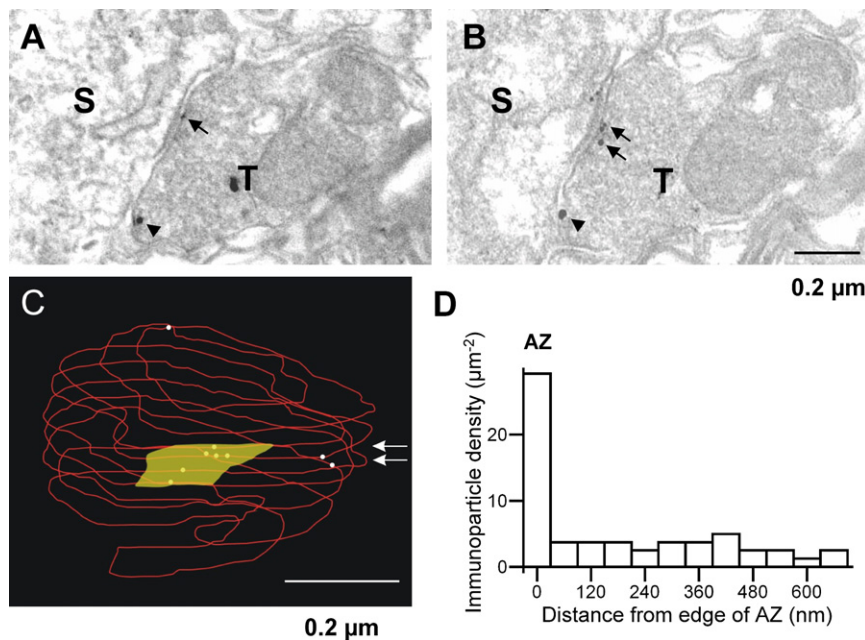 A
S
T
B
S
T
0.2 µm
C
0.2 µm
D
AZ
Immunoparticle density (µm-2)
20
10
0
0 120 240 360 480 600
Distance from edge of AZ (nm)